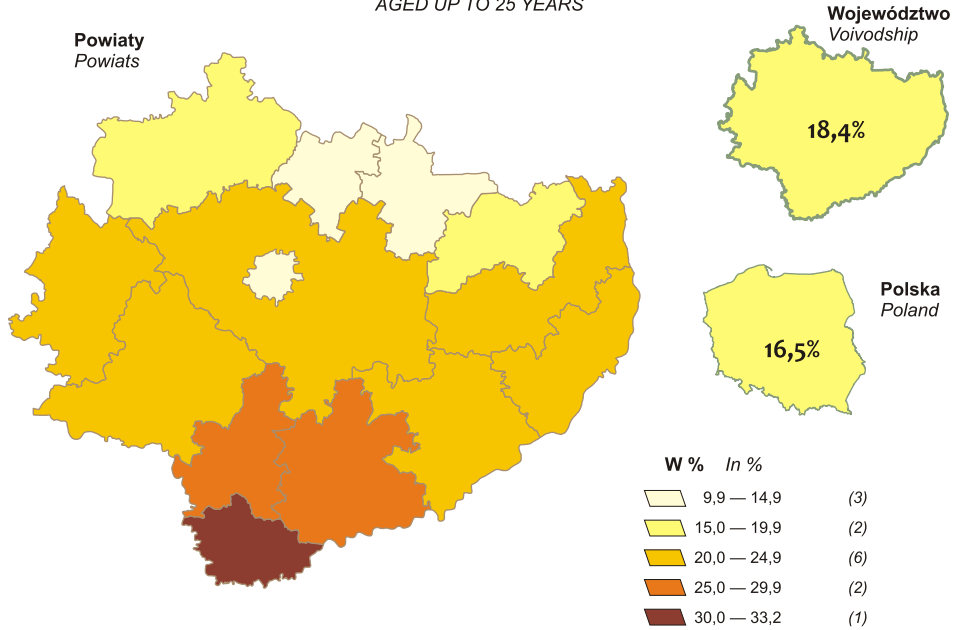 AGED UP TO 25 YEARS
Powiaty
Powiats
Województwo
Voivodship
18,4%
Polska
Poland
16,5%
W % In %
9,9 — 14,9 (3)
15,0 — 19,9 (2)
20,0 — 24,9 (6)
25,0 — 29,9 (2)
30,0 — 33,2 (1)